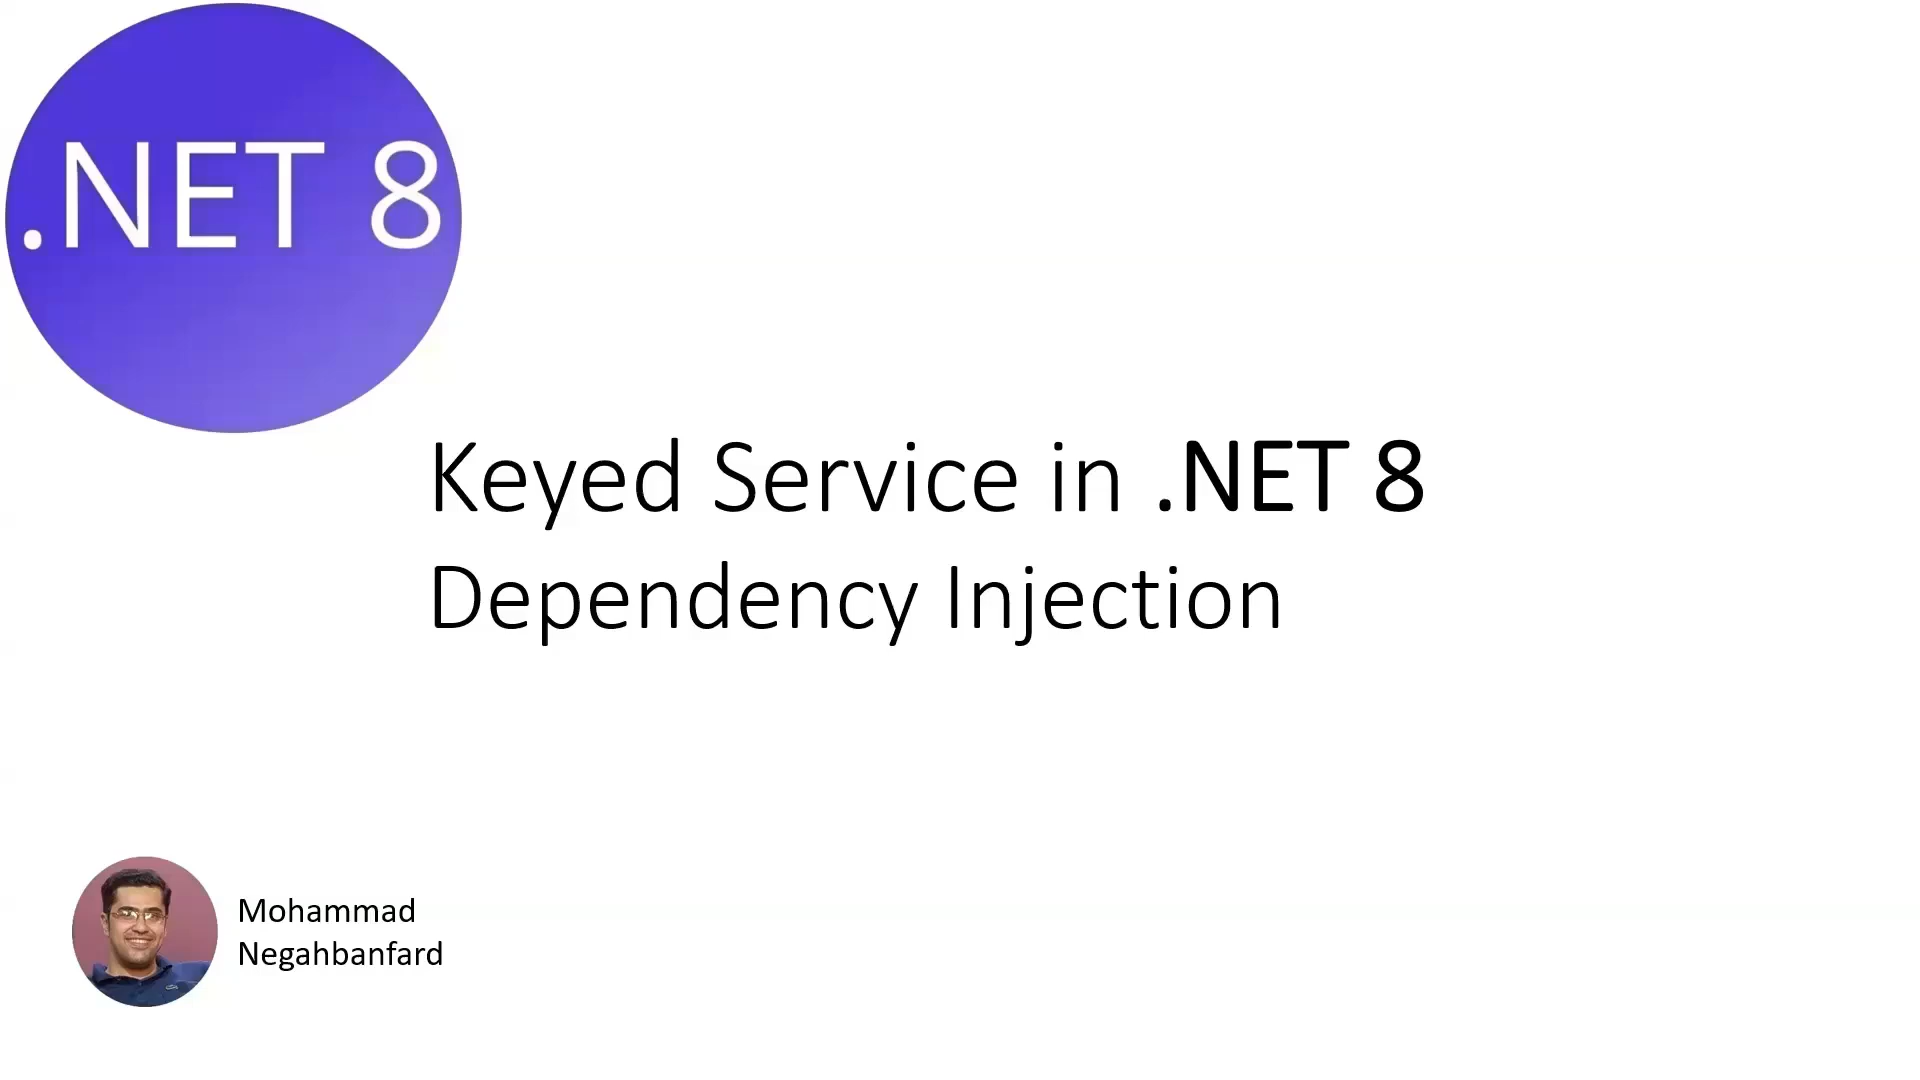 .NET 8
Keyed Service in .NET 8
Dependency Injection
Mohammad
Negahbanfard